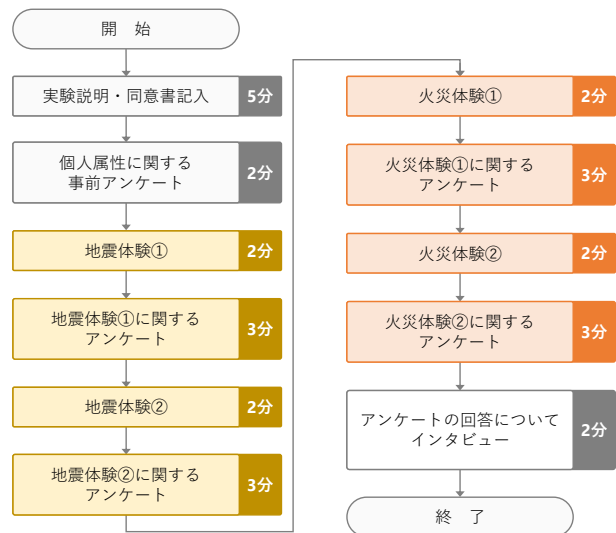 開　始
実験説明・同意書記入
5分
個人属性に関する
事前アンケート
2分
地震体験①
2分
地震体験①に関する
アンケート
3分
地震体験②
2分
地震体験②に関する
アンケート
3分
火災体験①
2分
火災体験①に関する
アンケート
3分
火災体験②
2分
火災体験②に関する
アンケート
3分
アンケートの回答について
インタビュー
2分
終　了